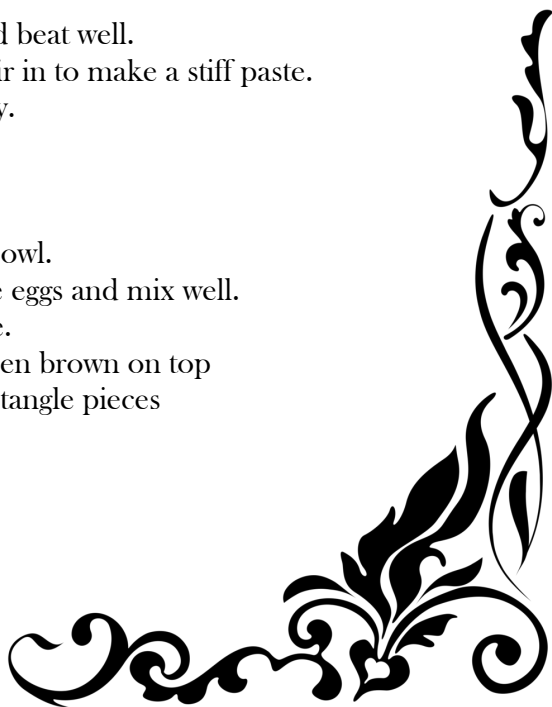 d beat well.
ir in to make a stiff paste.
y.
owl.
e eggs and mix well.
e.
en brown on top
tangle pieces